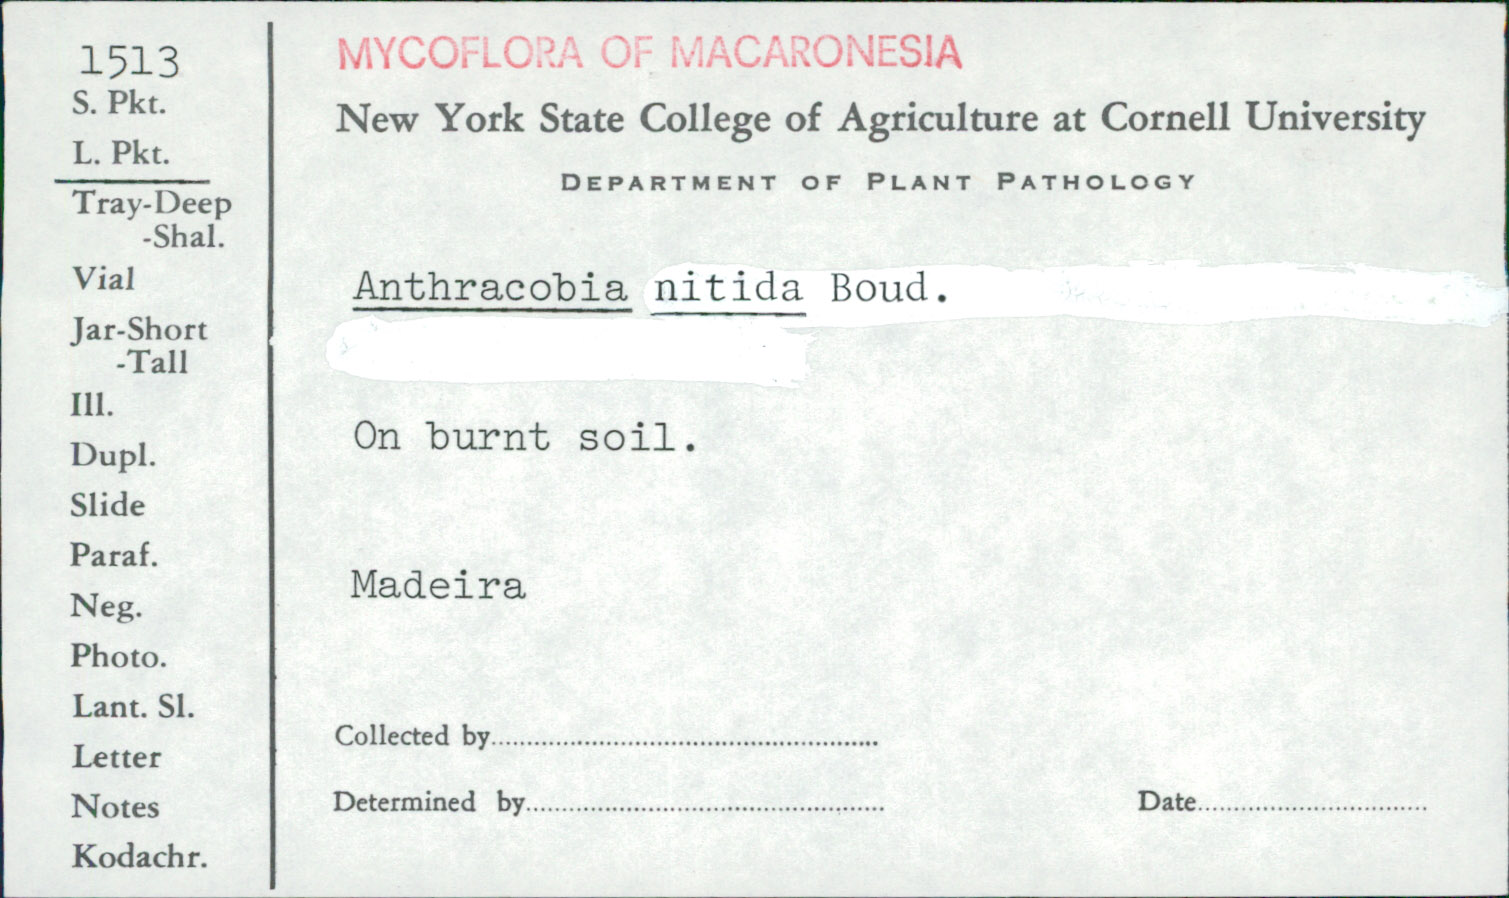 1513
S. Pkt.
L. Pkt.
Tray-Deep
-Shal.
Vial
Jar-Short
-Tall
Ill.
Dupl.
Slide
Paraf.
Neg.
Photo.
Lant. Sl.
Letter
Notes
Kodachr.
MYCOFLORA OF MACARONESIA
New York State College of Agriculture at Cornell University
DEPARTMENT OF PLANT PATHOLOGY
Anthracobia nitida Boud.
On burnt soil.
Madeira
Collected by
Determined by
Date